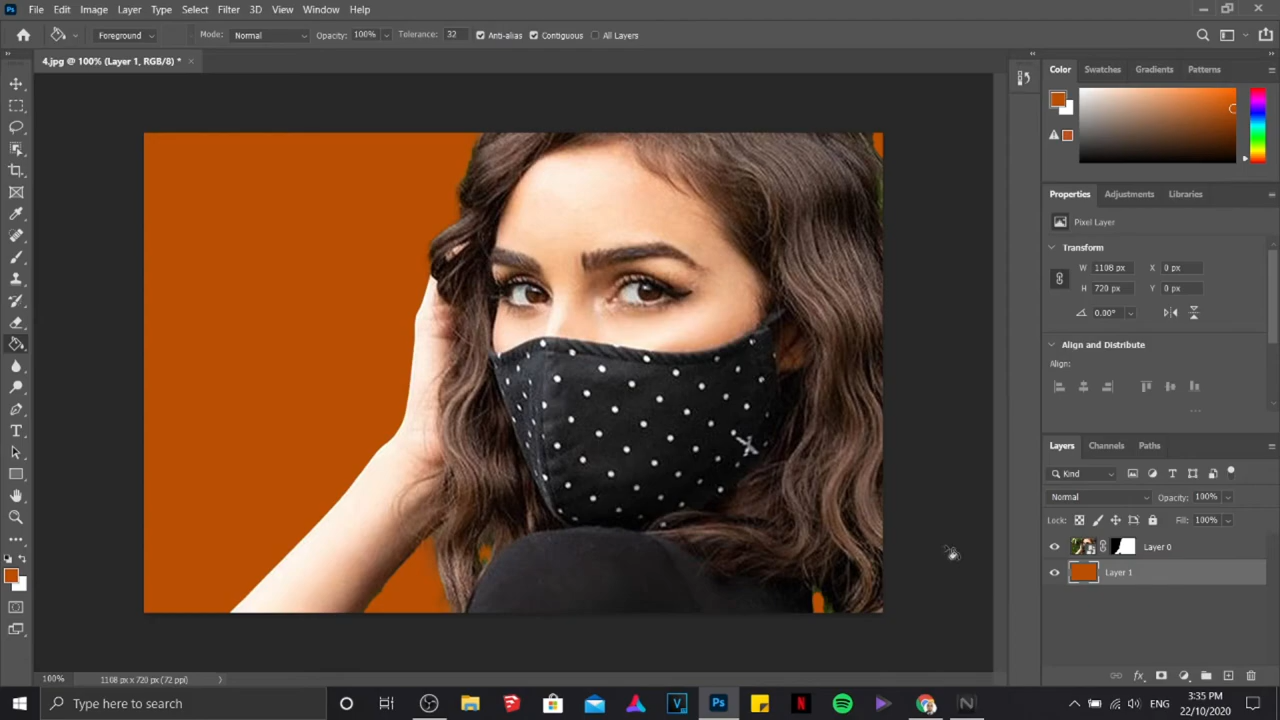 Ps File Edit Image Layer Type Select Filter 3D View Window Help
Foreground Mode: Normal Opacity: 100% Tolerance: 32 Anti-alias Contiguous All Layers
4.jpg @ 100% (Layer 1, RGB/8) *
Color Swatches Gradients Patterns
Properties Adjustments Libraries
Pixel Layer
Transform
W 1108 px X 0 px
H 720 px Y 0 px
0.00°
Align and Distribute
Align:
Layers Channels Paths
Kind
Normal Opacity: 100%
Lock: Fill: 100%
Layer 0
Layer 1
100% 1108 px x 720 px (72 ppi)
Type here to search
V
Ps
N
N
ENG
3:35 PM
22/10/2020